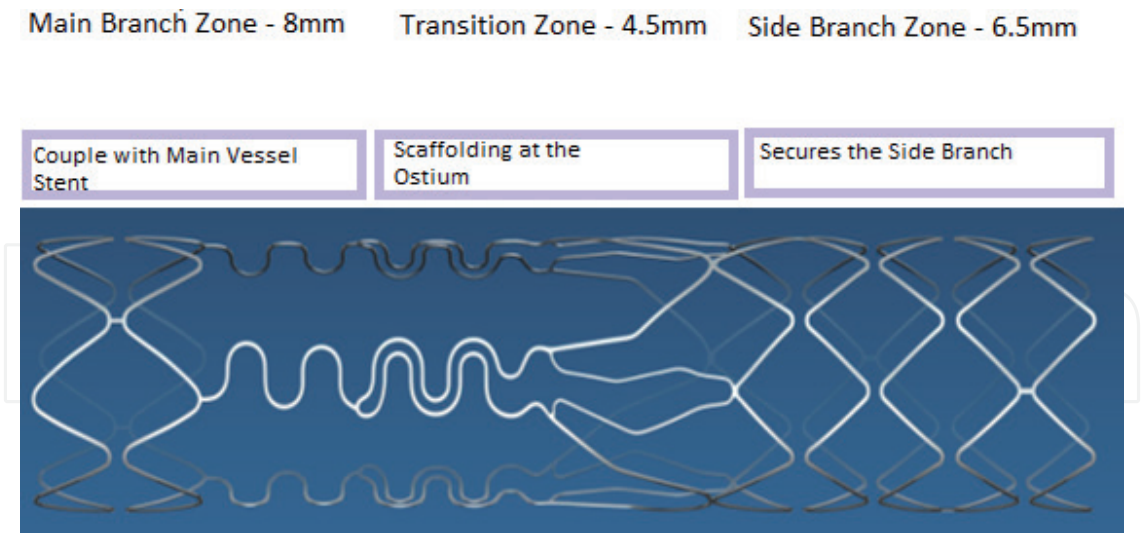 Main Branch Zone - 8mm
Transition Zone - 4.5mm
Side Branch Zone - 6.5mm
Couple with Main Vessel
Stent
Scaffolding at the
Ostium
Secures the Side Branch